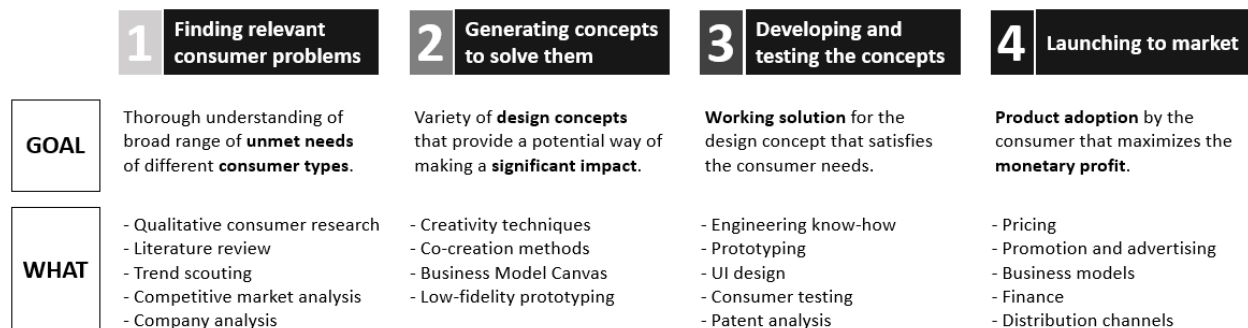 1
Finding relevant
consumer problems
2
Generating concepts
to solve them
3
Developing and
testing the concepts
4
Launching to market
GOAL
Thorough understanding of
broad range of unmet needs
of different consumer types.
Variety of design concepts
that provide a potential way of
making a significant impact.
Working solution for the
design concept that satisfies
the consumer needs.
Product adoption by the
consumer that maximizes the
monetary profit.
WHAT
- Qualitative consumer research
- Literature review
- Trend scouting
- Competitive market analysis
- Company analysis
- Creativity techniques
- Co-creation methods
- Business Model Canvas
- Low-fidelity prototyping
- Engineering know-how
- Prototyping
- UI design
- Consumer testing
- Patent analysis
- Pricing
- Promotion and advertising
- Business models
- Finance
- Distribution channels